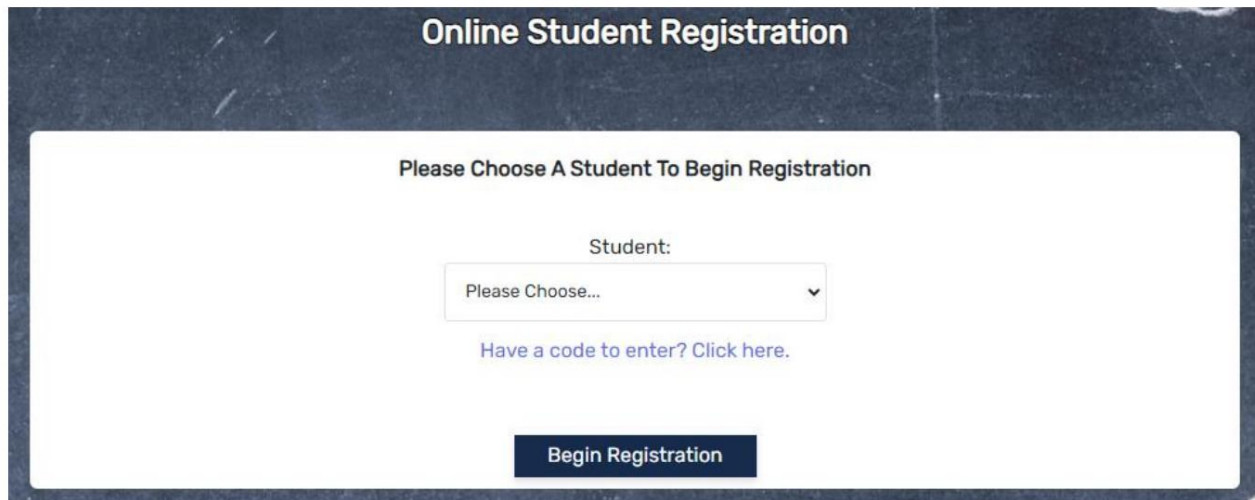 Online Student Registration
Please Choose A Student To Begin Registration
Student:
Please Choose...
Have a code to enter? Click here.
Begin Registration